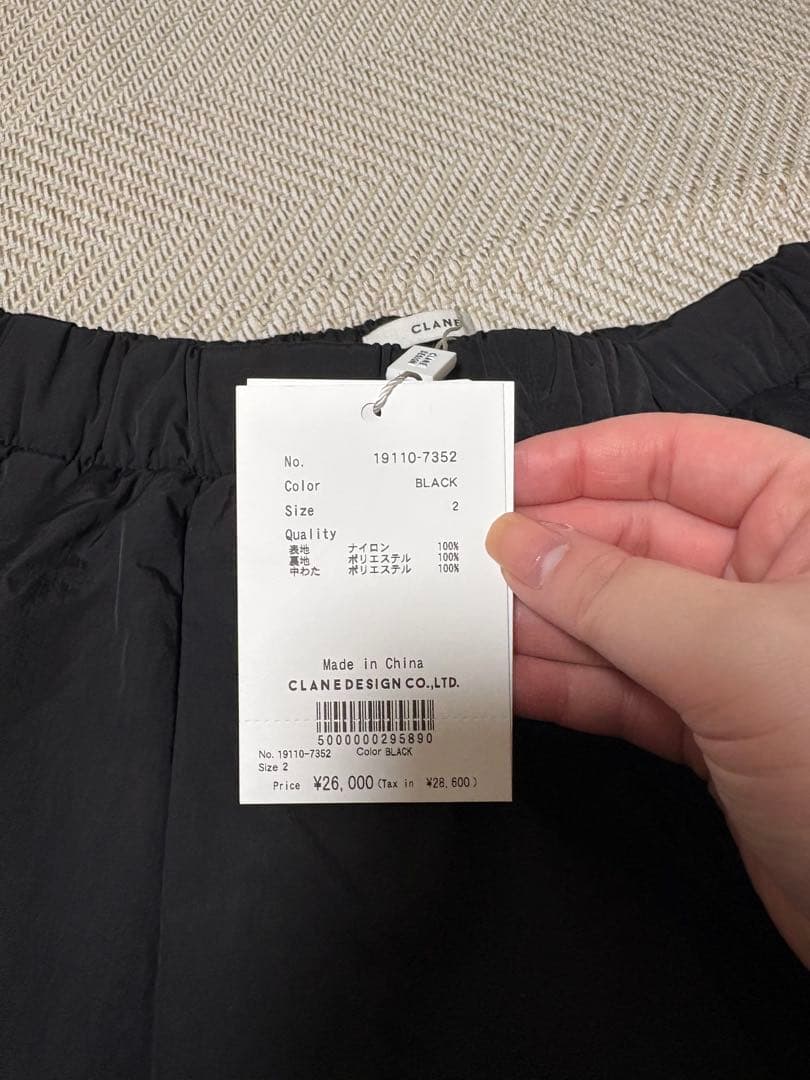 CLANE
CLANE
DESIGN
No. 19110-7352
Color BLACK
Size 2
Quality
表地 ナイロン 100%
裏地 ポリエステル 100%
中わた ポリエステル 100%
Made in China
CLANEDESIGN CO.,LTD.
5000000295890
No. 19110-7352 Color BLACK
Size 2
Price ¥26,000 (Tax in ¥28,600)